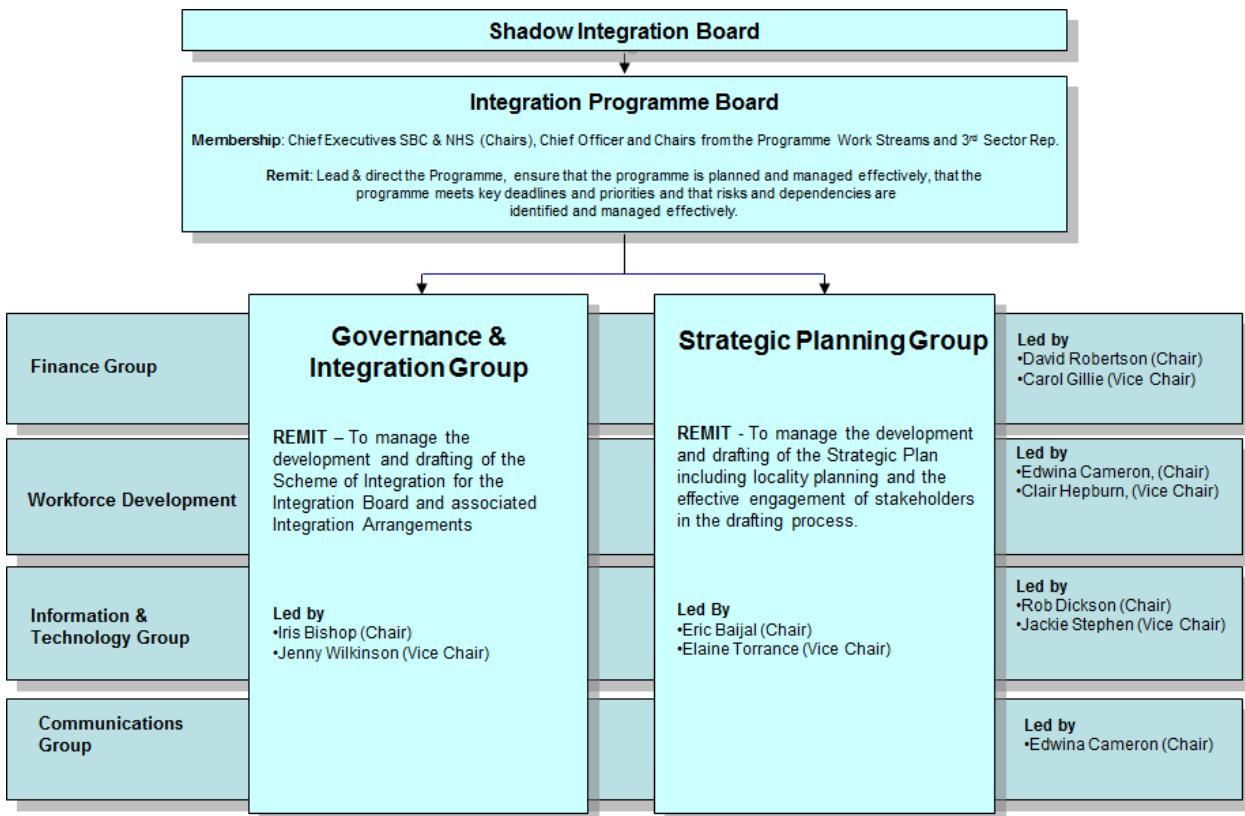 Shadow Integration Board
Integration Programme Board
Membership: Chief Executives SBC & NHS (Chairs), Chief Officer and Chairs from the Programme Work Streams and 3rd Sector Rep.
Remit: Lead & direct the Programme, ensure that the programme is planned and managed effectively, that the
programme meets key deadlines and priorities and that risks and dependencies are
identified and managed effectively.
Finance Group
Workforce Development
Information &
Technology Group
Communications
Group
Governance &
Integration Group
REMIT – To manage the
development and drafting of the
Scheme of Integration for the
Integration Board and associated
Integration Arrangements
Led by
•Iris Bishop (Chair)
•Jenny Wilkinson (Vice Chair)
Strategic Planning Group
REMIT - To manage the development
and drafting of the Strategic Plan
including locality planning and the
effective engagement of stakeholders
in the drafting process.
Led By
•Eric Baijal (Chair)
•Elaine Torrance (Vice Chair)
Led by
•David Robertson (Chair)
•Carol Gillie (Vice Chair)
Led by
•Edwina Cameron, (Chair)
•Clair Hepburn, (Vice Chair)
Led by
•Rob Dickson (Chair)
•Jackie Stephen (Vice Chair)
Led by
•Edwina Cameron (Chair)